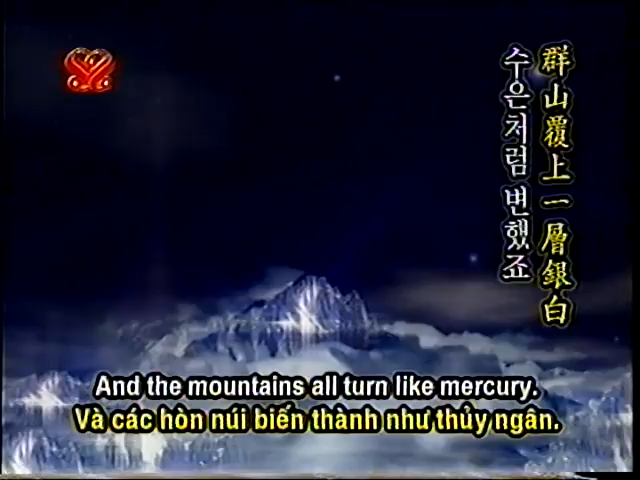 群山覆上一層銀白
수은처럼 변했죠
And the mountains all turn like mercury.
Và các hòn núi biến thành như thủy ngân.